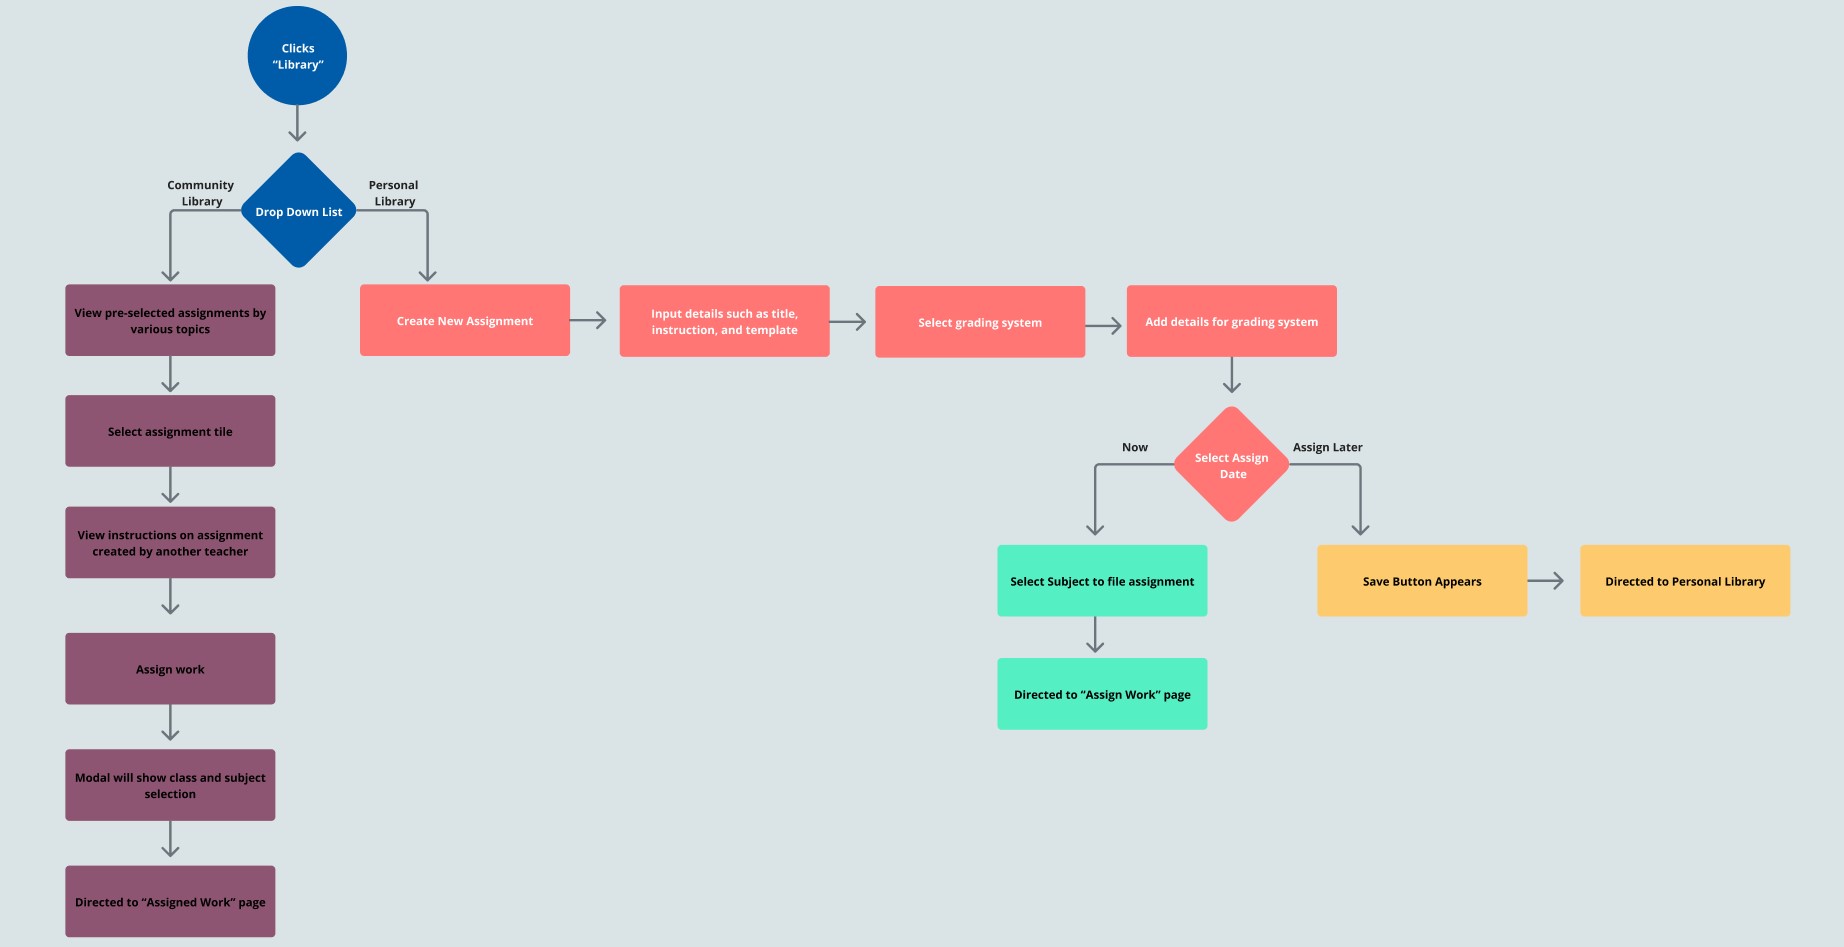 Clicks
“Library”
Community
Library
Drop Down List
Personal
Library
View pre-selected assignments by
various topics
Create New Assignment
Input details such as title,
instruction, and template
Select grading system
Add details for grading system
Select assignment tile
Now
Select Assign
Date
Assign Later
View instructions on assignment
created by another teacher
Select Subject to file assignment
Save Button Appears
Directed to Personal Library
Assign work
Directed to “Assign Work” page
Modal will show class and subject
selection
Directed to “Assigned Work” page